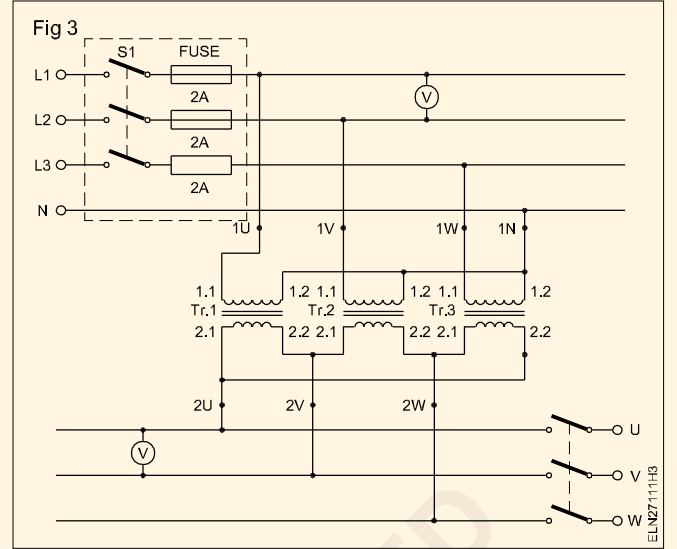 Fig 3
S1 FUSE
L1
2A
L2
2A
L3
2A
N
1U 1V 1W 1N
V
1.1 1.2 1.1 1.2 1.1 1.2
Tr.1 Tr.2 Tr.3
2.1 2.2 2.1 2.2 2.1 2.2
2U 2V 2W
U
V
V
W
ELN27111H3
ED